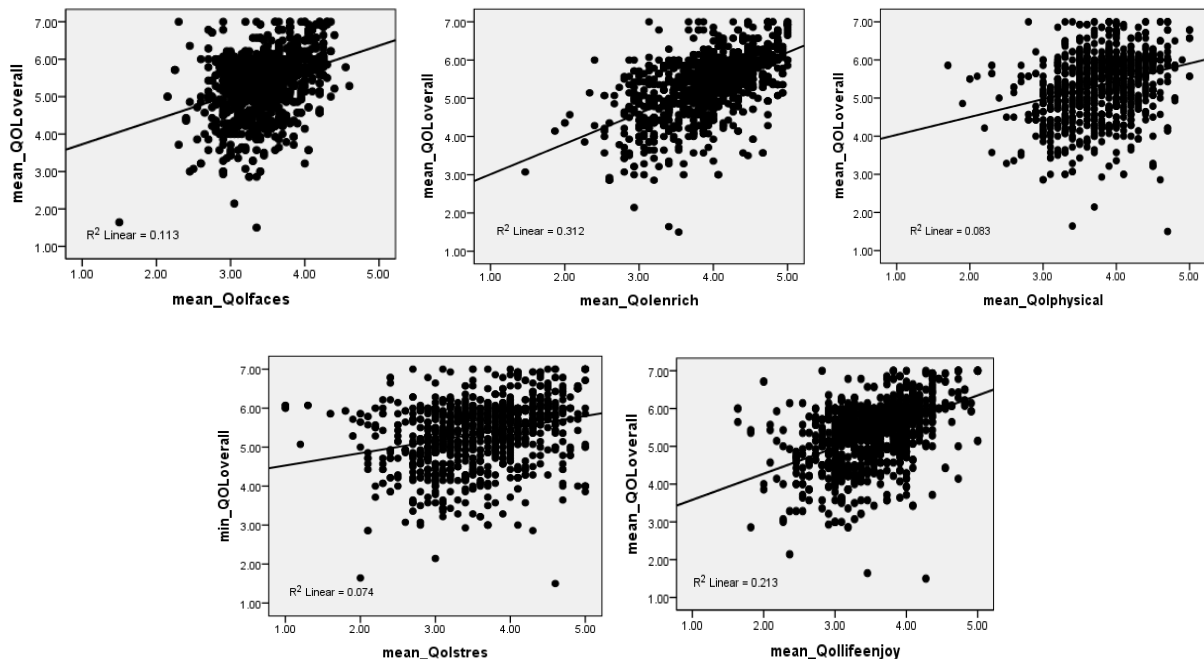 mean_QOLoverall
7.00
6.00
5.00
4.00
3.00
2.00
1.00
R² Linear = 0.113
1.00 2.00 3.00 4.00 5.00
mean_Qolfaces
mean_QOLoverall
7.00
6.00
5.00
4.00
3.00
2.00
1.00
R² Linear = 0.312
1.00 2.00 3.00 4.00 5.00
mean_Qolenrich
mean_QOLoverall
7.00
6.00
5.00
4.00
3.00
2.00
1.00
R² Linear = 0.083
1.00 2.00 3.00 4.00 5.00
mean_Qolphysical
min_QOLoverall
7.00
6.00
5.00
4.00
3.00
2.00
1.00
R² Linear = 0.074
1.00 2.00 3.00 4.00 5.00
mean_Qolstres
mean_QOLoverall
7.00
6.00
5.00
4.00
3.00
2.00
1.00
R² Linear = 0.213
1.00 2.00 3.00 4.00 5.00
mean_Qollifeenjoy